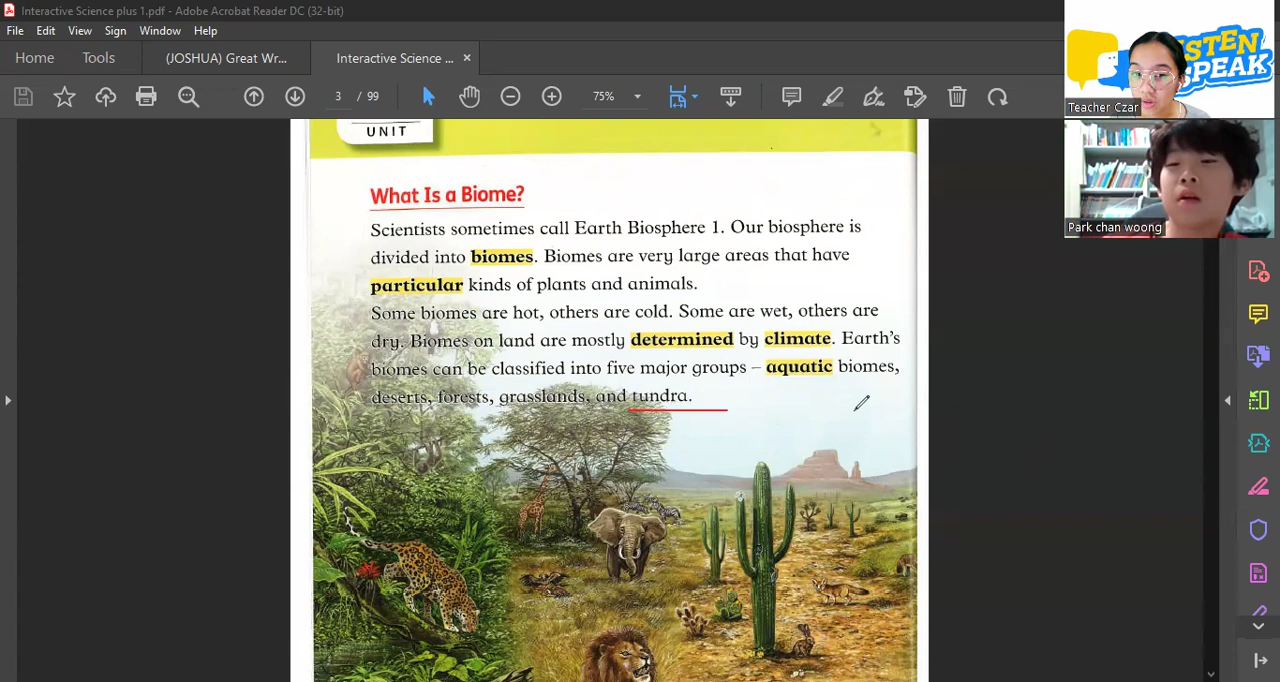 Interactive Science plus 1.pdf - Adobe Acrobat Reader DC (32-bit)
File Edit View Sign Window Help
Home Tools (JOSHUA) Great Wr... Interactive Science ... ×
3 / 99 75%
LISTEN
SPEAK
Teacher Czar
Park chan woong
UNIT
What Is a Biome?
Scientists sometimes call Earth Biosphere 1. Our biosphere is
divided into biomes. Biomes are very large areas that have
particular kinds of plants and animals.
Some biomes are hot, others are cold. Some are wet, others are
dry. Biomes on land are mostly determined by climate. Earth's
biomes can be classified into five major groups – aquatic biomes,
deserts, forests, grasslands, and tundra.